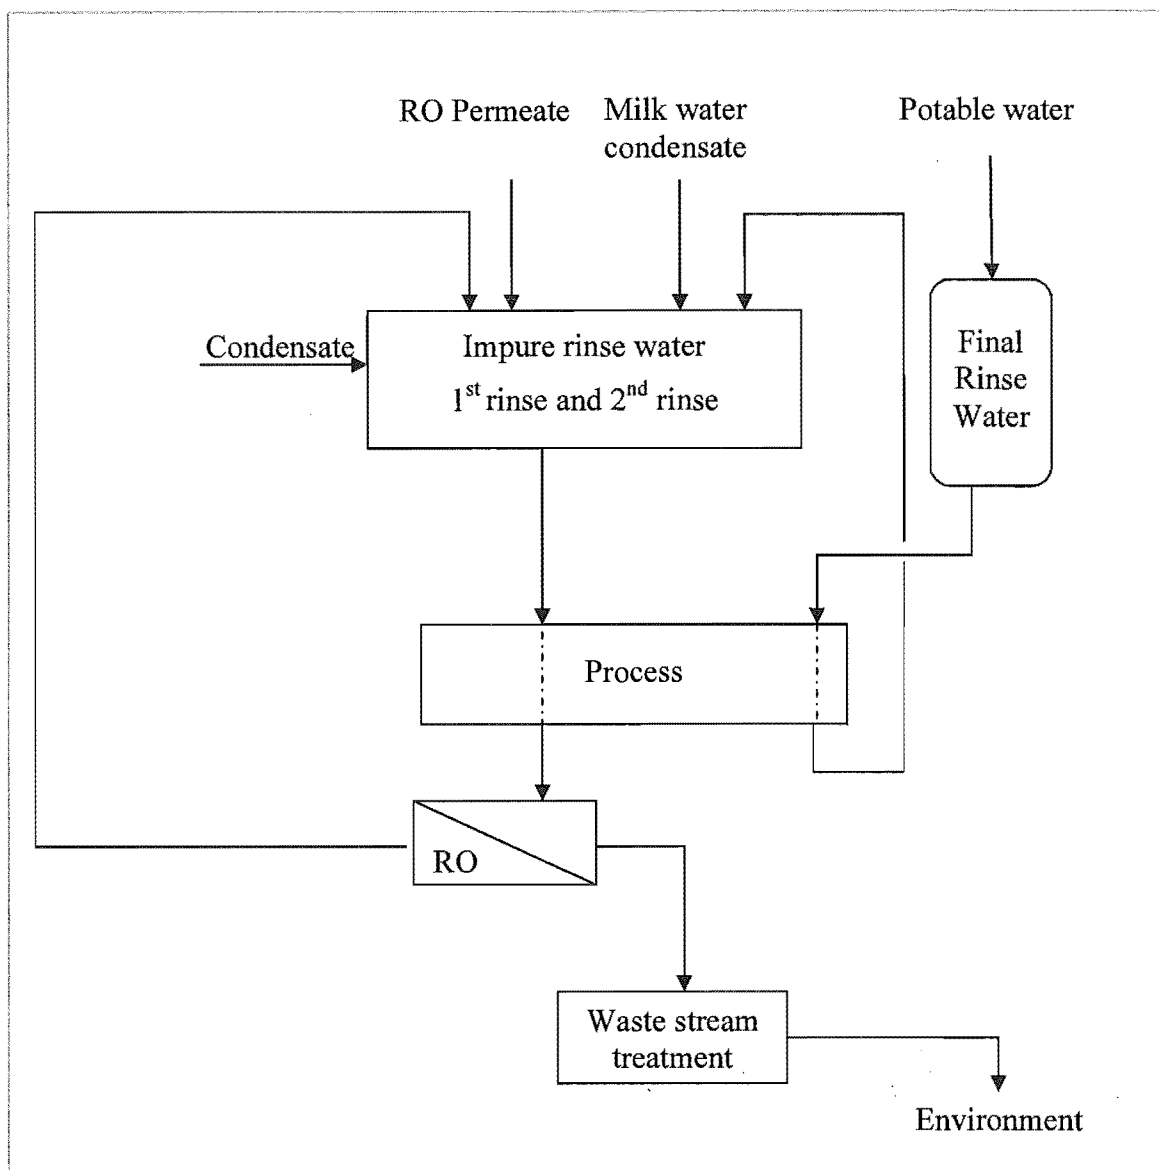 RO Permeate
Milk water
condensate
Potable water
Condensate
Impure rinse water
1st rinse and 2nd rinse
Final
Rinse
Water
Process
RO
Waste stream
treatment
Environment